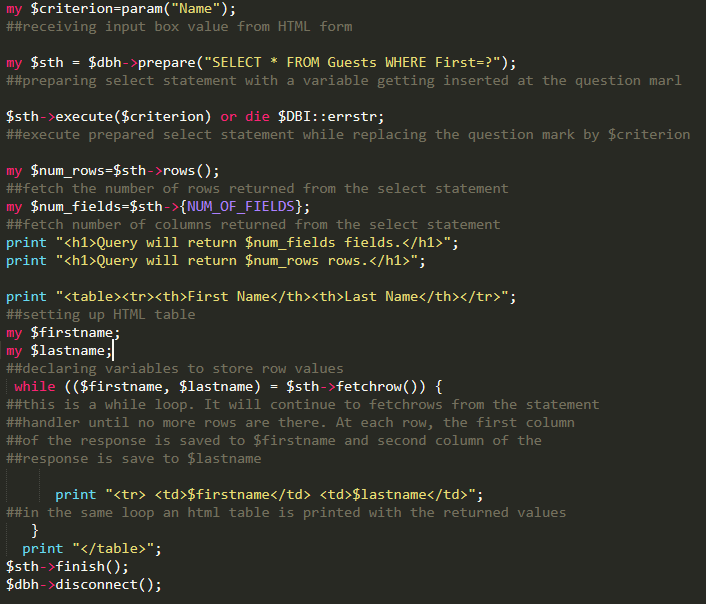 my $criterion=param("Name");
##receiving input box value from HTML form
my $sth = $dbh->prepare("SELECT * FROM Guests WHERE First=?");
##preparing select statement with a variable getting inserted at the question marl
$sth->execute($criterion) or die $DBI::errstr;
##execute prepared select statement while replacing the question mark by $criterion
my $num_rows=$sth->rows();
##fetch the number of rows returned from the select statement
my $num_fields=$sth->{NUM_OF_FIELDS};
##fetch number of columns returned from the select statement
print "<h1>Query will return $num_fields fields.</h1>";
print "<h1>Query will return $num_rows rows.</h1>";
print "<table><tr><th>First Name</th><th>Last Name</th></tr>";
##setting up HTML table
my $firstname;
my $lastname;
##declaring variables to store row values
while (($firstname, $lastname) = $sth->fetchrow()) {
##this is a while loop. It will continue to fetchrows from the statement
##handler until no more rows are there. At each row, the first column
##of the response is saved to $firstname and second column of the
##response is save to $lastname
print "<tr> <td>$firstname</td> <td>$lastname</td>";
##in the same loop an html table is printed with the returned values
}
print "</table>";
$sth->finish();
$dbh->disconnect();